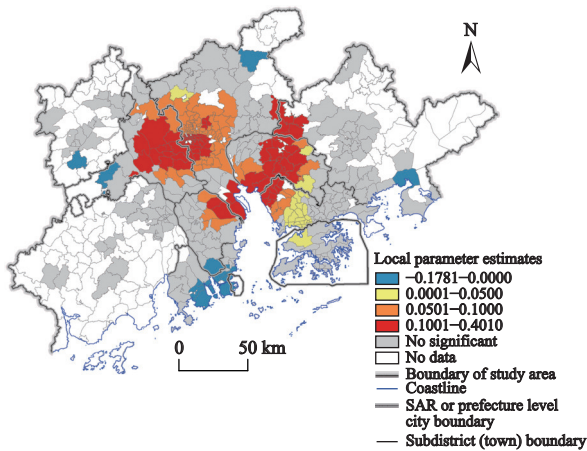 N
Local parameter estimates
−0.1781−0.0000
0.0001−0.0500
0.0501−0.1000
0.1001−0.4010
No significant
No data
Boundary of study area
Coastline
SAR or prefecture level
city boundary
Subdistrict (town) boundary
0 50 km